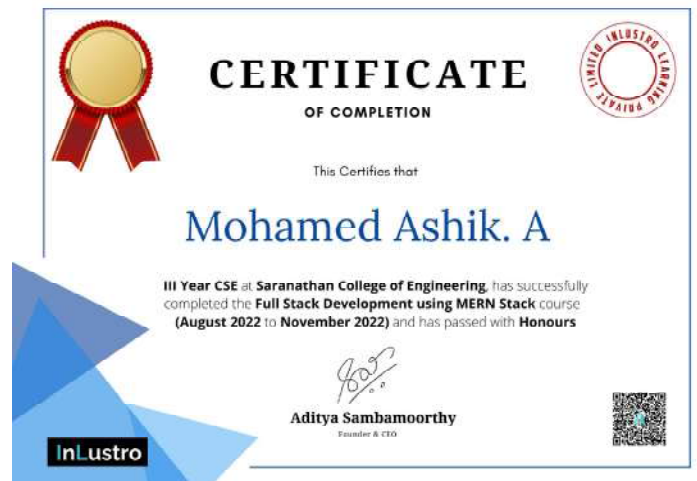 CERTIFICATE
OF COMPLETION
INLUSTRO LEARNING PRIVATE LIMITED
This Certifies that
Mohamed Ashik. A
III Year CSE at Saranathan College of Engineering, has successfully
completed the Full Stack Development using MERN Stack course
(August 2022 to November 2022) and has passed with Honours
Aditya Sambamoorthy
Founder & CTO
InLustro